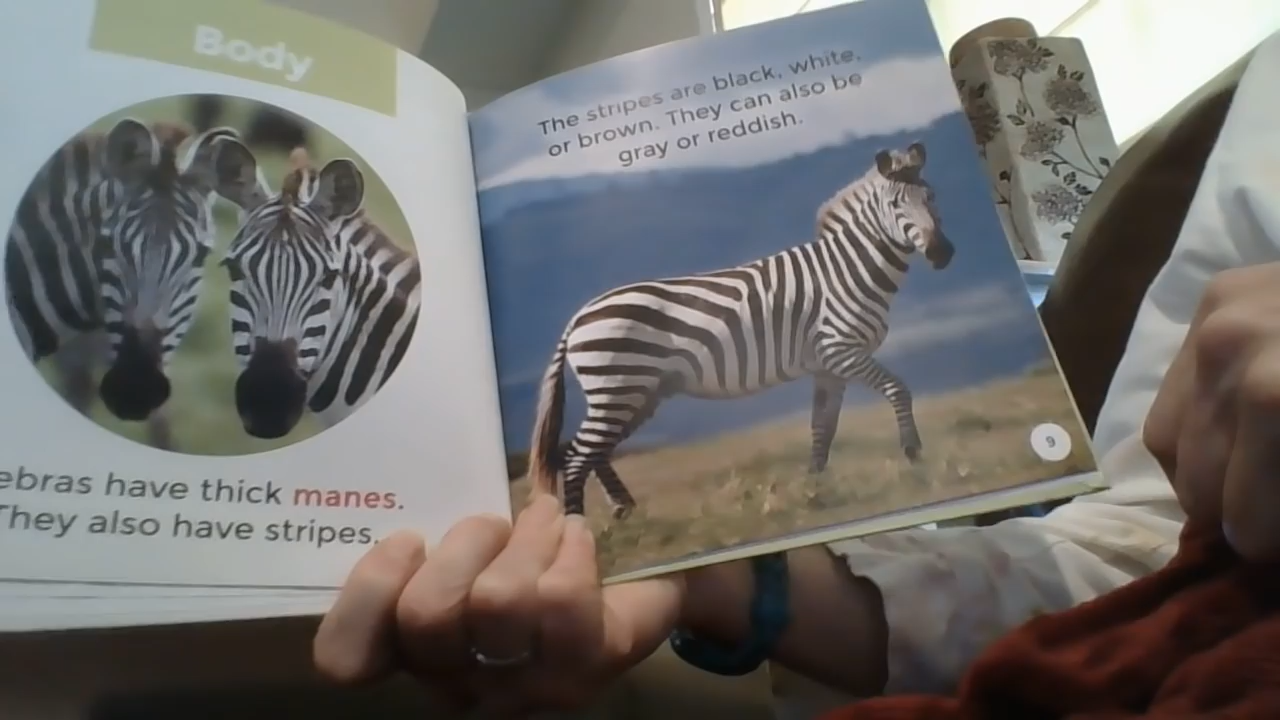 Body
ebras have thick manes.
They also have stripes.
The stripes are black, white,
or brown. They can also be
gray or reddish.
9